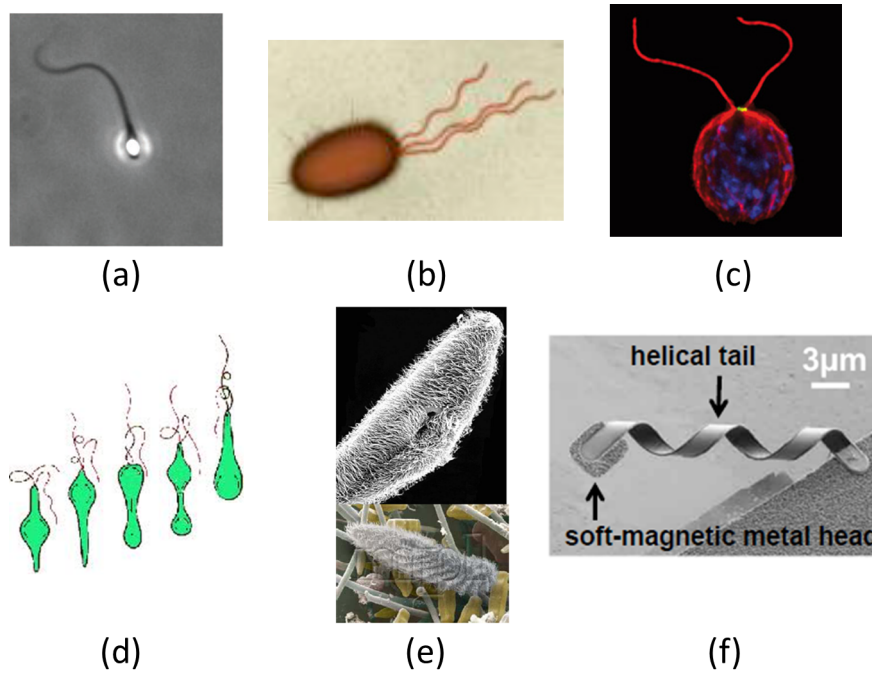 (a)
(b)
(c)
helical tail
3μm
soft-magnetic metal head
(d)
(e)
(f)